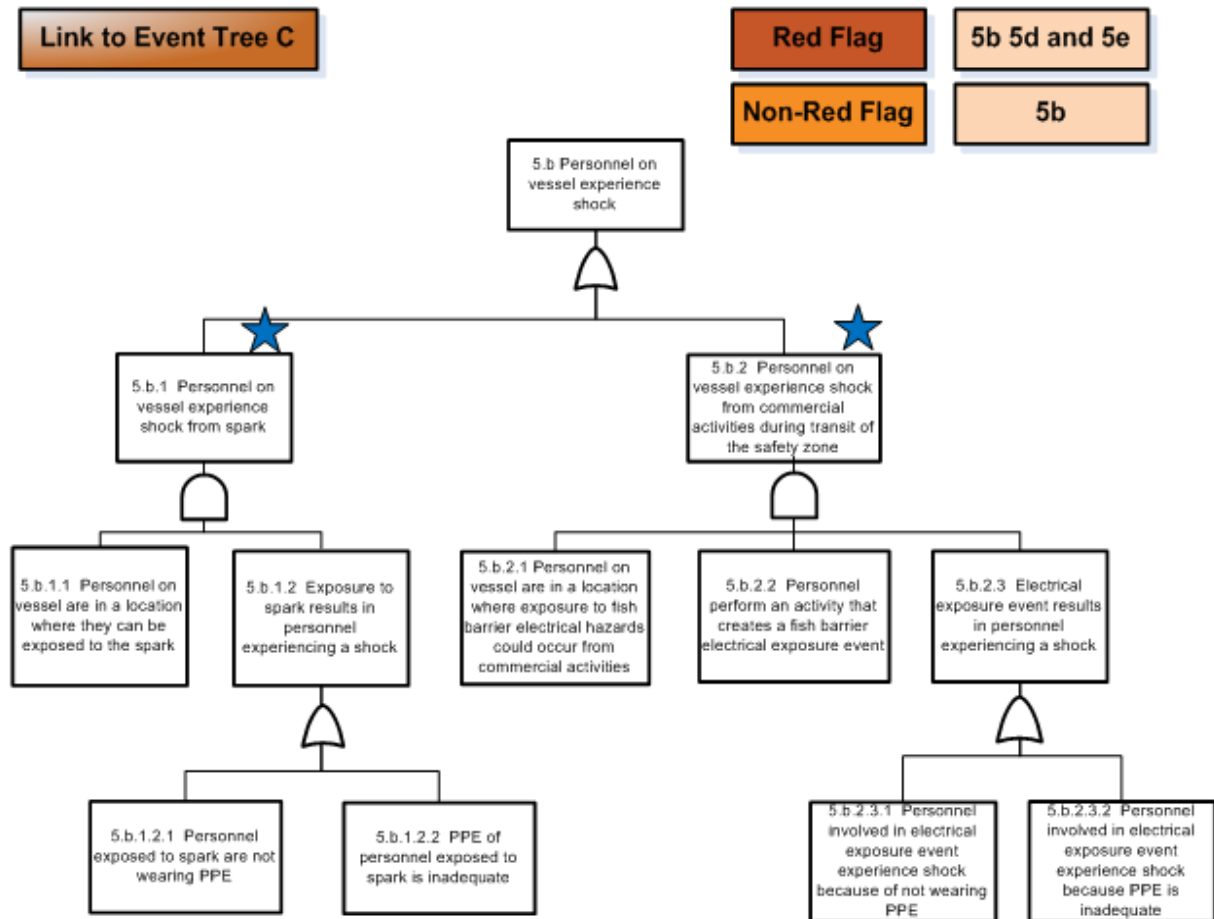 Link to Event Tree C
Red Flag
5b 5d and 5e
Non-Red Flag
5b
5.b Personnel on
vessel experience
shock
5.b.1 Personnel on
vessel experience
shock from spark
5.b.2 Personnel on
vessel experience shock
from commercial
activities during transit of
the safety zone
5.b.1.1 Personnel on
vessel are in a location
where they can be
exposed to the spark
5.b.1.2 Exposure to
spark results in
personnel
experiencing a shock
5.b.2.1 Personnel on
vessel are in a location
where exposure to fish
barrier electrical hazards
could occur from
commercial activities
5.b.2.2 Personnel
perform an activity that
creates a fish barrier
electrical exposure event
5.b.2.3 Electrical
exposure event results
in personnel
experiencing a shock
5.b.1.2.1 Personnel
exposed to spark are not
wearing PPE
5.b.1.2.2 PPE of
personnel exposed to
spark is inadequate
5.b.2.3.1 Personnel
involved in electrical
exposure event
experience shock
because of not wearing
PPE
5.b.2.3.2 Personnel
involved in electrical
exposure event
experience shock
because PPE is
inadequate